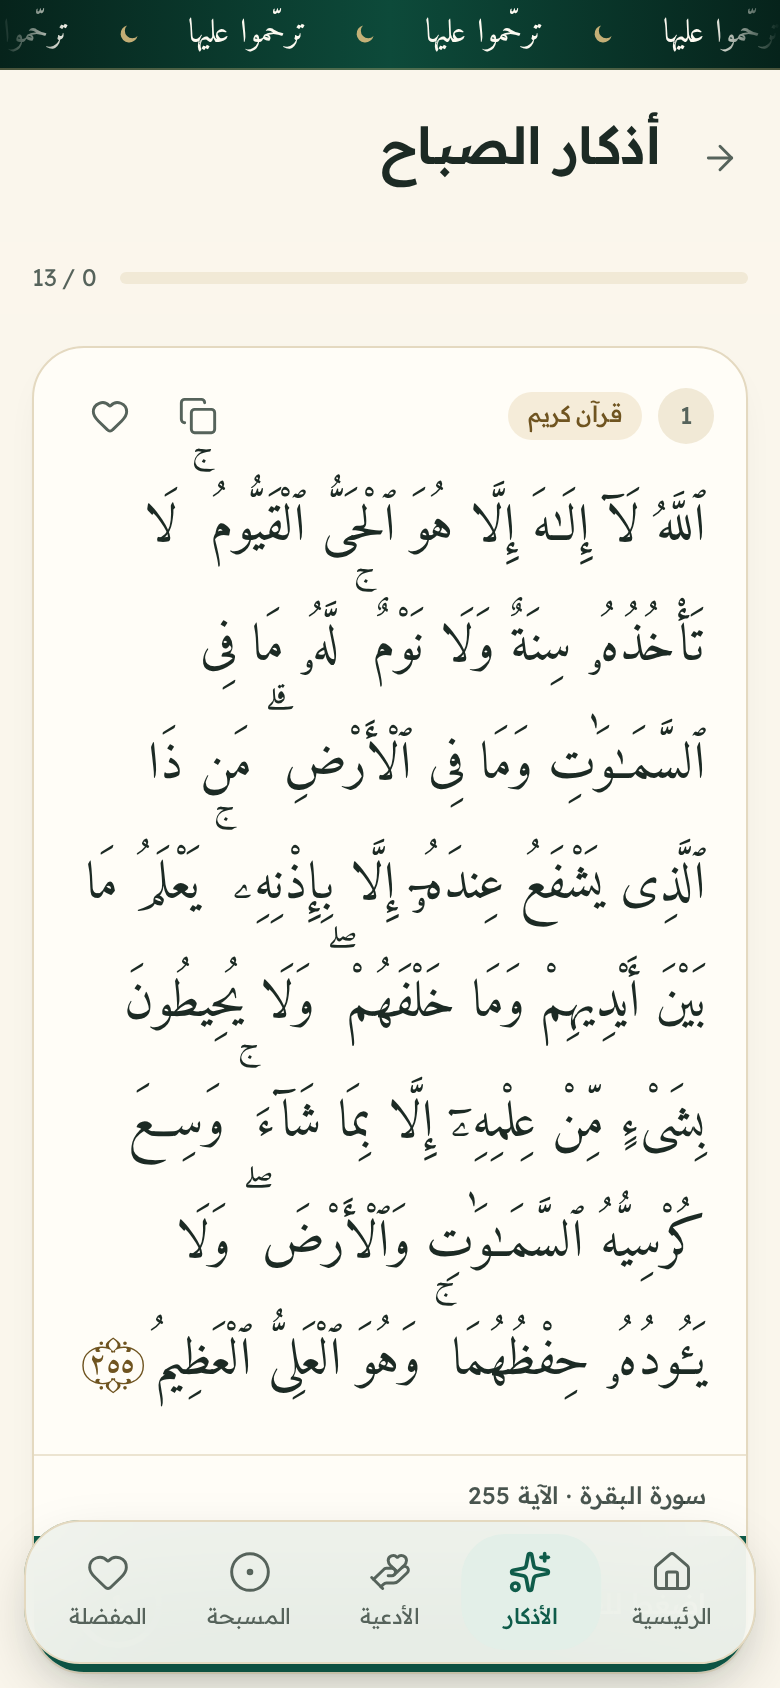 ترحّموا عليها ترحّموا عليها ترحّموا عليها ترحّموا
أذكار الصباح
13 / 0
1 قرآن كريم
ٱللَّهُ لَآ إِلَـٰهَ إِلَّا هُوَ ٱلْحَىُّ ٱلْقَيُّومُ ۚ لَا
تَأْخُذُهُۥ سِنَةٌ وَلَا نَوْمٌ ۚ لَّهُۥ مَا فِى
ٱلسَّمَـٰوَٰتِ وَمَا فِى ٱلْأَرْضِ ۗ مَن ذَا
ٱلَّذِى يَشْفَعُ عِندَهُۥٓ إِلَّا بِإِذْنِهِۦ ۚ يَعْلَمُ مَا
بَيْنَ أَيْدِيهِمْ وَمَا خَلْفَهُمْ ۖ وَلَا يُحِيطُونَ
بِشَىْءٍ مِّنْ عِلْمِهِۦٓ إِلَّا بِمَا شَآءَ ۚ وَسِعَ
كُرْسِيُّهُ ٱلسَّمَـٰوَٰتِ وَٱلْأَرْضَ ۖ وَلَا
يَـُٔودُهُۥ حِفْظُهُمَا ۚ وَهُوَ ٱلْعَلِىُّ ٱلْعَظِيمُ ٢٥٥
سورة البقرة · الآية 255
الرئيسية الأذكار الأدعية المسبحة المفضلة